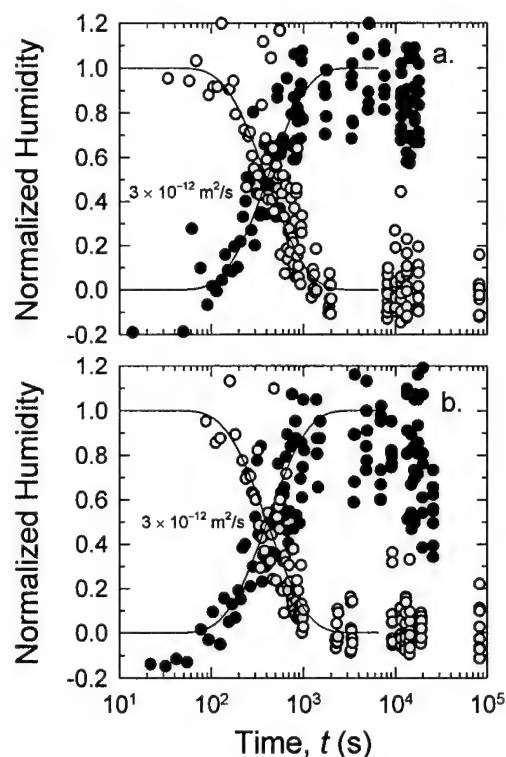 1.2
1.0
0.8
0.6
0.4
0.2
0.0
-0.2
Normalized Humidity
a.
3 × 10⁻¹² m²/s
1.2
1.0
0.8
0.6
0.4
0.2
0.0
-0.2
Normalized Humidity
b.
3 × 10⁻¹² m²/s
10¹ 10² 10³ 10⁴ 10⁵
Time, t (s)